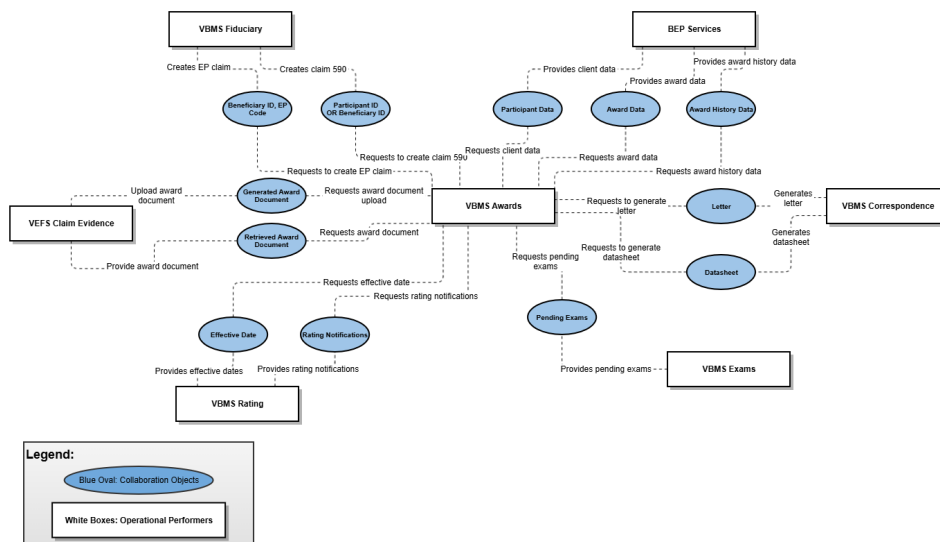 VBMS Fiduciary
BEP Services
Provides award history data
Creates EP claim
Creates claim 590
Provides client data
Provides award data
Beneficiary ID, EP
Code
Participant ID
OR Beneficiary ID
Participant Data
Award Data
Award History Data
Requests client data
Requests to create claim 590
Requests award data
Requests to create EP claim
Requests award history data
Upload award
document
Generated Award
Document
Requests award document
upload
VEFS Claim Evidence
VBMS Awards
Requests to generate
letter
Letter
Generates
letter
VBMS Correspondence
Retrieved Award
Document
Requests award document
Provide award document
Requests to generate
datasheet
Generates
datasheet
Datasheet
Requests pending
exams
Requests effective date
Requests rating notifications
Effective Date
Rating Notifications
Pending Exams
Provides effective dates
Provides rating notifications
Provides pending exams
VBMS Exams
VBMS Rating
Legend:
Blue Oval: Collaboration Objects
White Boxes: Operational Performers